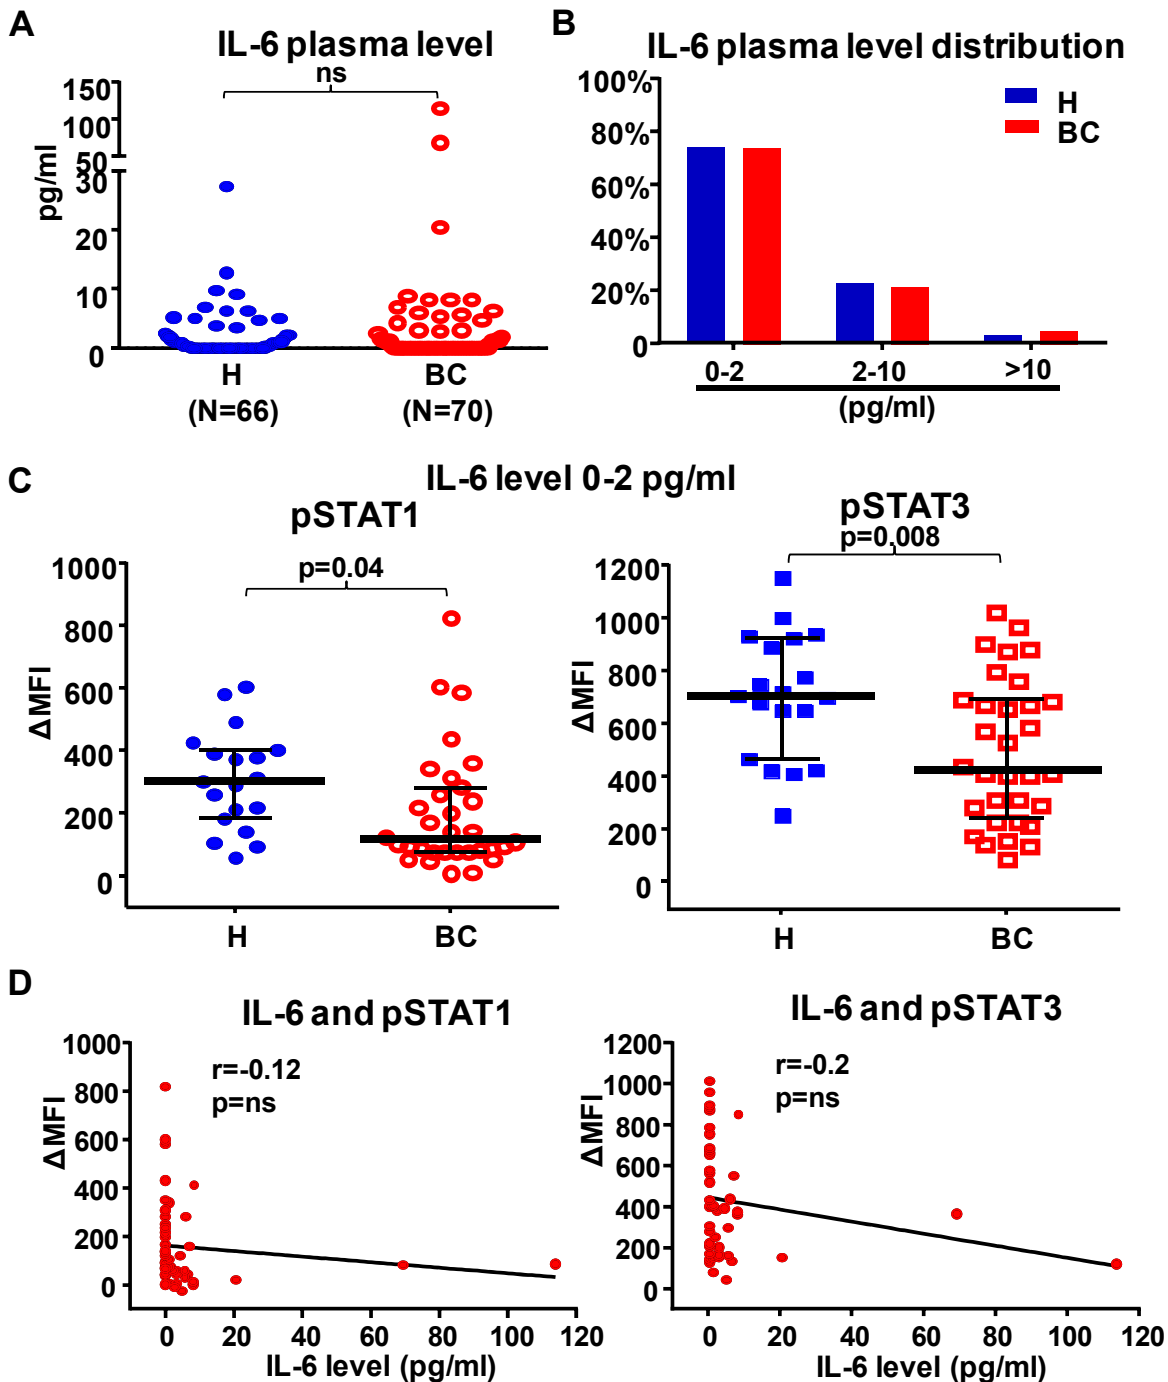 A
IL-6 plasma level
ns
150
100
50
30
20
10
0
pg/ml
H
BC
(N=66)
(N=70)
B
IL-6 plasma level distribution
100%
80%
60%
40%
20%
0
H
BC
0-2
2-10
>10
(pg/ml)
C
IL-6 level 0-2 pg/ml
pSTAT1
p=0.04
1000
800
600
400
200
0
ΔMFI
H
BC
pSTAT3
p=0.008
1200
1000
800
600
400
200
0
ΔMFI
H
BC
D
IL-6 and pSTAT1
r=-0.12
p=ns
1000
800
600
400
200
0
ΔMFI
0
20
40
60
80
100
120
IL-6 level (pg/ml)
IL-6 and pSTAT3
r=-0.2
p=ns
1200
1000
800
600
400
200
0
ΔMFI
0
20
40
60
80
100
120
IL-6 level (pg/ml)